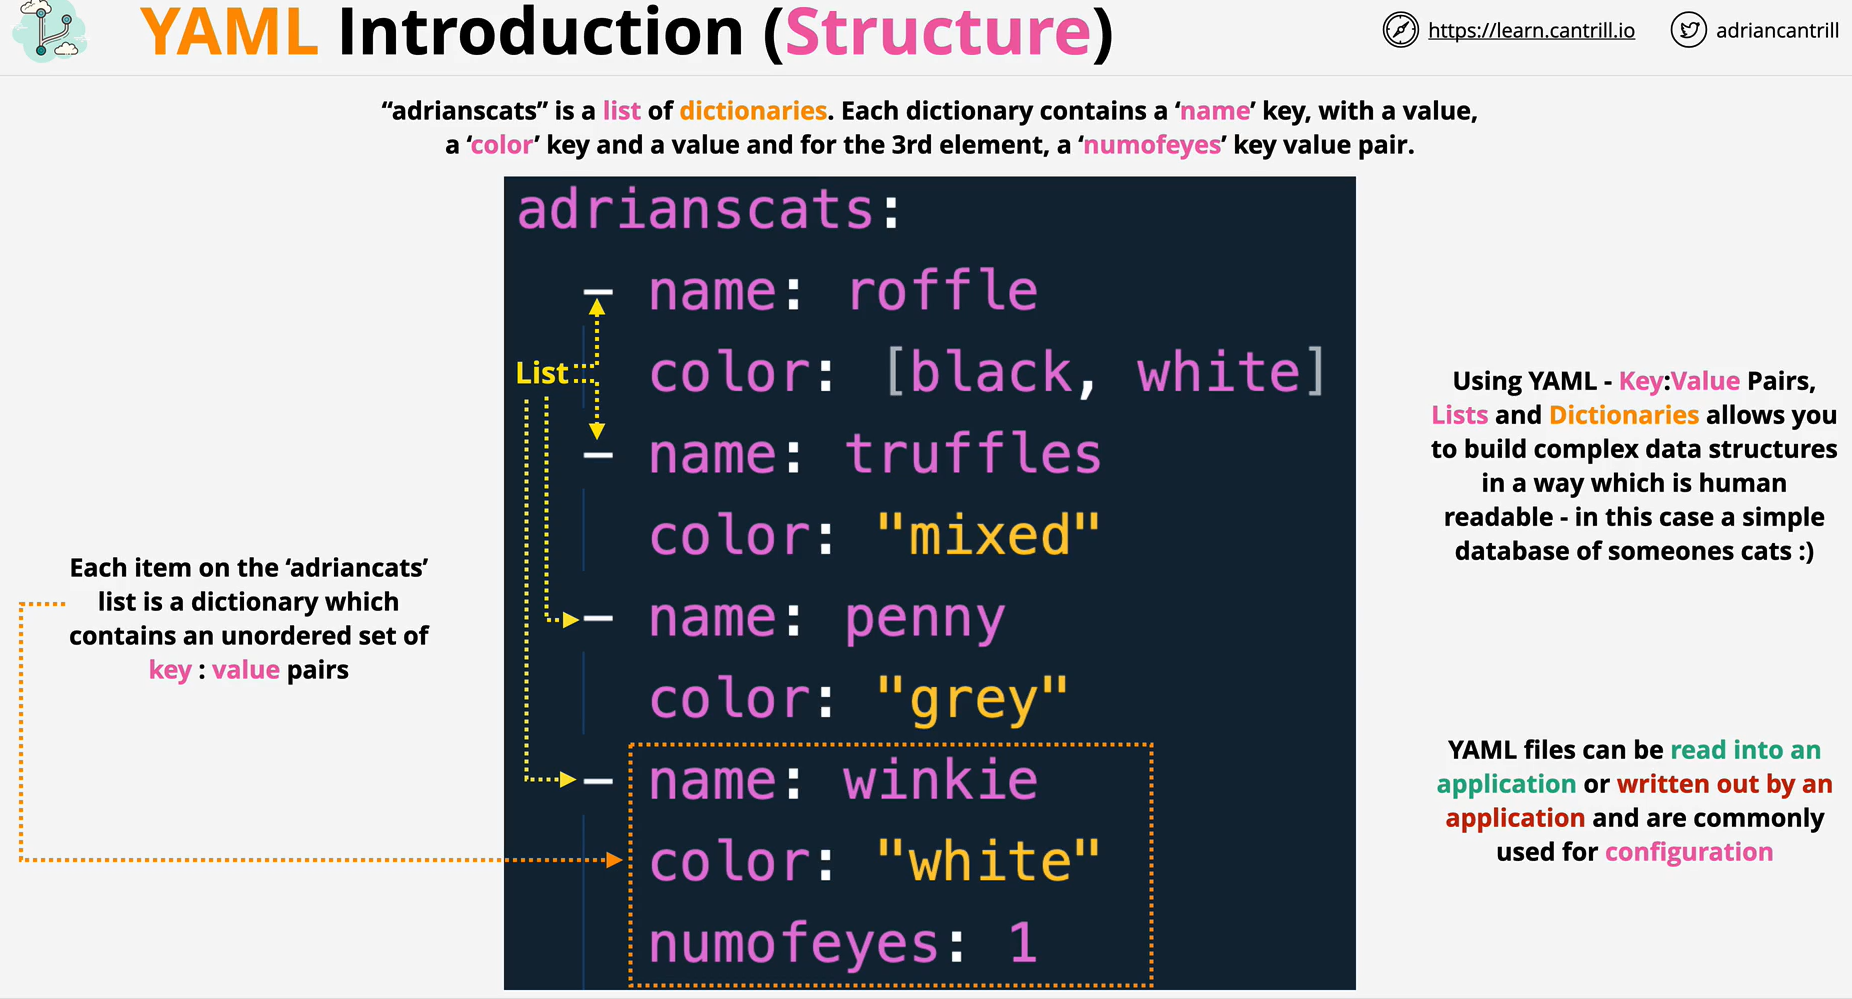 YAML Introduction (Structure)
https://learn.cantrill.io
adriancantrill
“adrianscats” is a list of dictionaries. Each dictionary contains a ‘name’ key, with a value,
a ‘color’ key and a value and for the 3rd element, a ‘numofeyes’ key value pair.
adrianscats:
- name: roffle
color: [black, white]
List
- name: truffles
color: "mixed"
- name: penny
color: "grey"
- name: winkie
color: "white"
numofeyes: 1
Each item on the ‘adriancats’
list is a dictionary which
contains an unordered set of
key : value pairs
Using YAML - Key:Value Pairs,
Lists and Dictionaries allows you
to build complex data structures
in a way which is human
readable - in this case a simple
database of someones cats :)
YAML files can be read into an
application or written out by an
application and are commonly
used for configuration